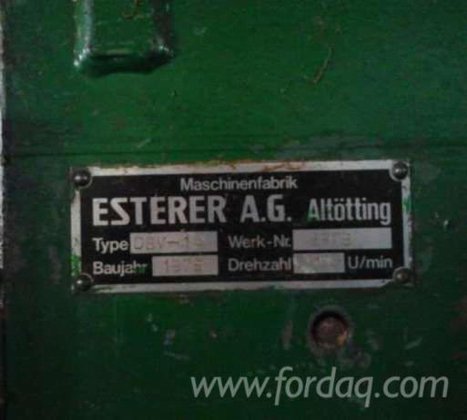 Maschinenfabrik
ESTERER A.G. Altötting
Type Werk-Nr.
Baujahr Drehzahl U/min
www.fordaq.com